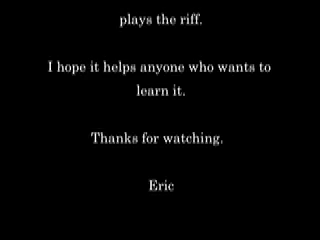 plays the riff.
I hope it helps anyone who wants to
learn it.
Thanks for watching.
Eric